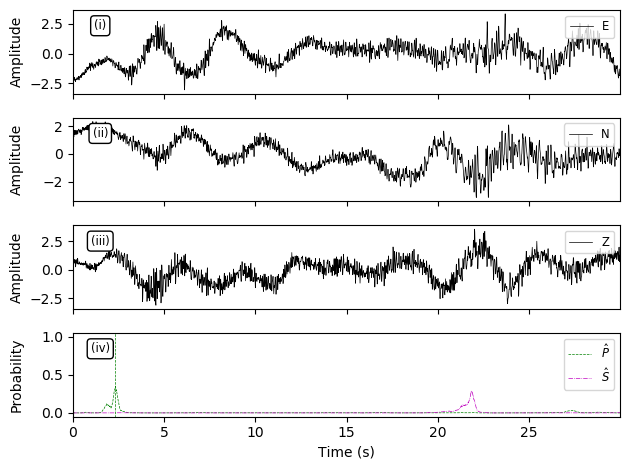 (i)
E
2.5
0.0
−2.5
Amplitude
(ii)
N
2
0
−2
Amplitude
(iii)
Z
2.5
0.0
−2.5
Amplitude
(iv)
P̂
Ŝ
1.0
0.5
0.0
Probability
0 5 10 15 20 25
Time (s)